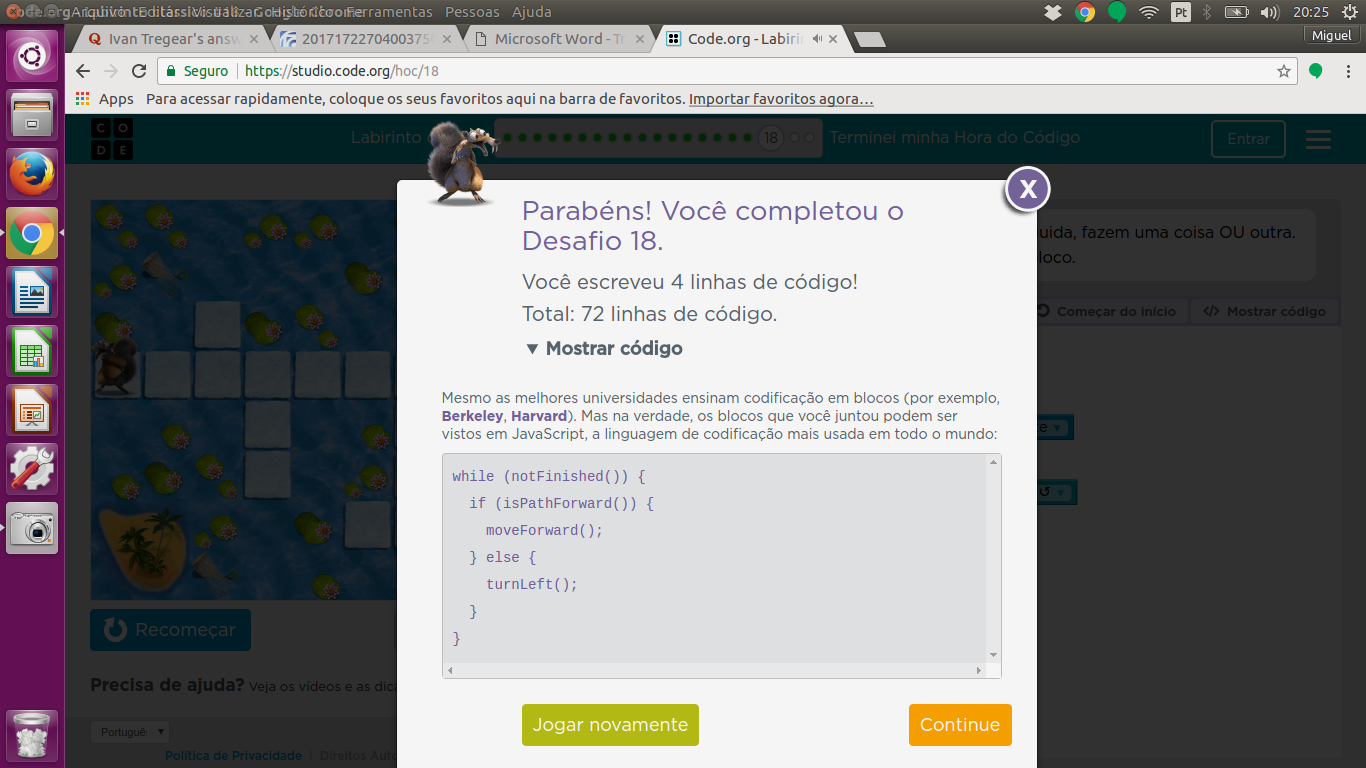 Arquivo Editar Visualizar Histórico Favoritos Ferramentas Pessoas Ajuda
Pt
20:25
Miguel
Ivan Tregear's answ
20171722704003750
Microsoft Word - Tr
Code.org - Labirin
Seguro
https://studio.code.org/hoc/18
Apps
Para acessar rapidamente, coloque os seus favoritos aqui na barra de favoritos. Importar favoritos agora…
CODE
Labirinto
18
Terminei minha Hora do Código
Entrar
X
Parabéns! Você completou o
Desafio 18.
uida, fazem uma coisa OU outra.
loco.
Você escreveu 4 linhas de código!
Total: 72 linhas de código.
Começar do início
Mostrar código
▼ Mostrar código
Mesmo as melhores universidades ensinam codificação em blocos (por exemplo,
Berkeley, Harvard). Mas na verdade, os blocos que você juntou podem ser
vistos em JavaScript, a linguagem de codificação mais usada em todo o mundo:
while (notFinished()) {
if (isPathForward()) {
moveForward();
} else {
turnLeft();
}
}
Recomeçar
Precisa de ajuda? Veja os vídeos e as dica
Jogar novamente
Continue
Portuguê
Política de Privacidade
Direitos Auto